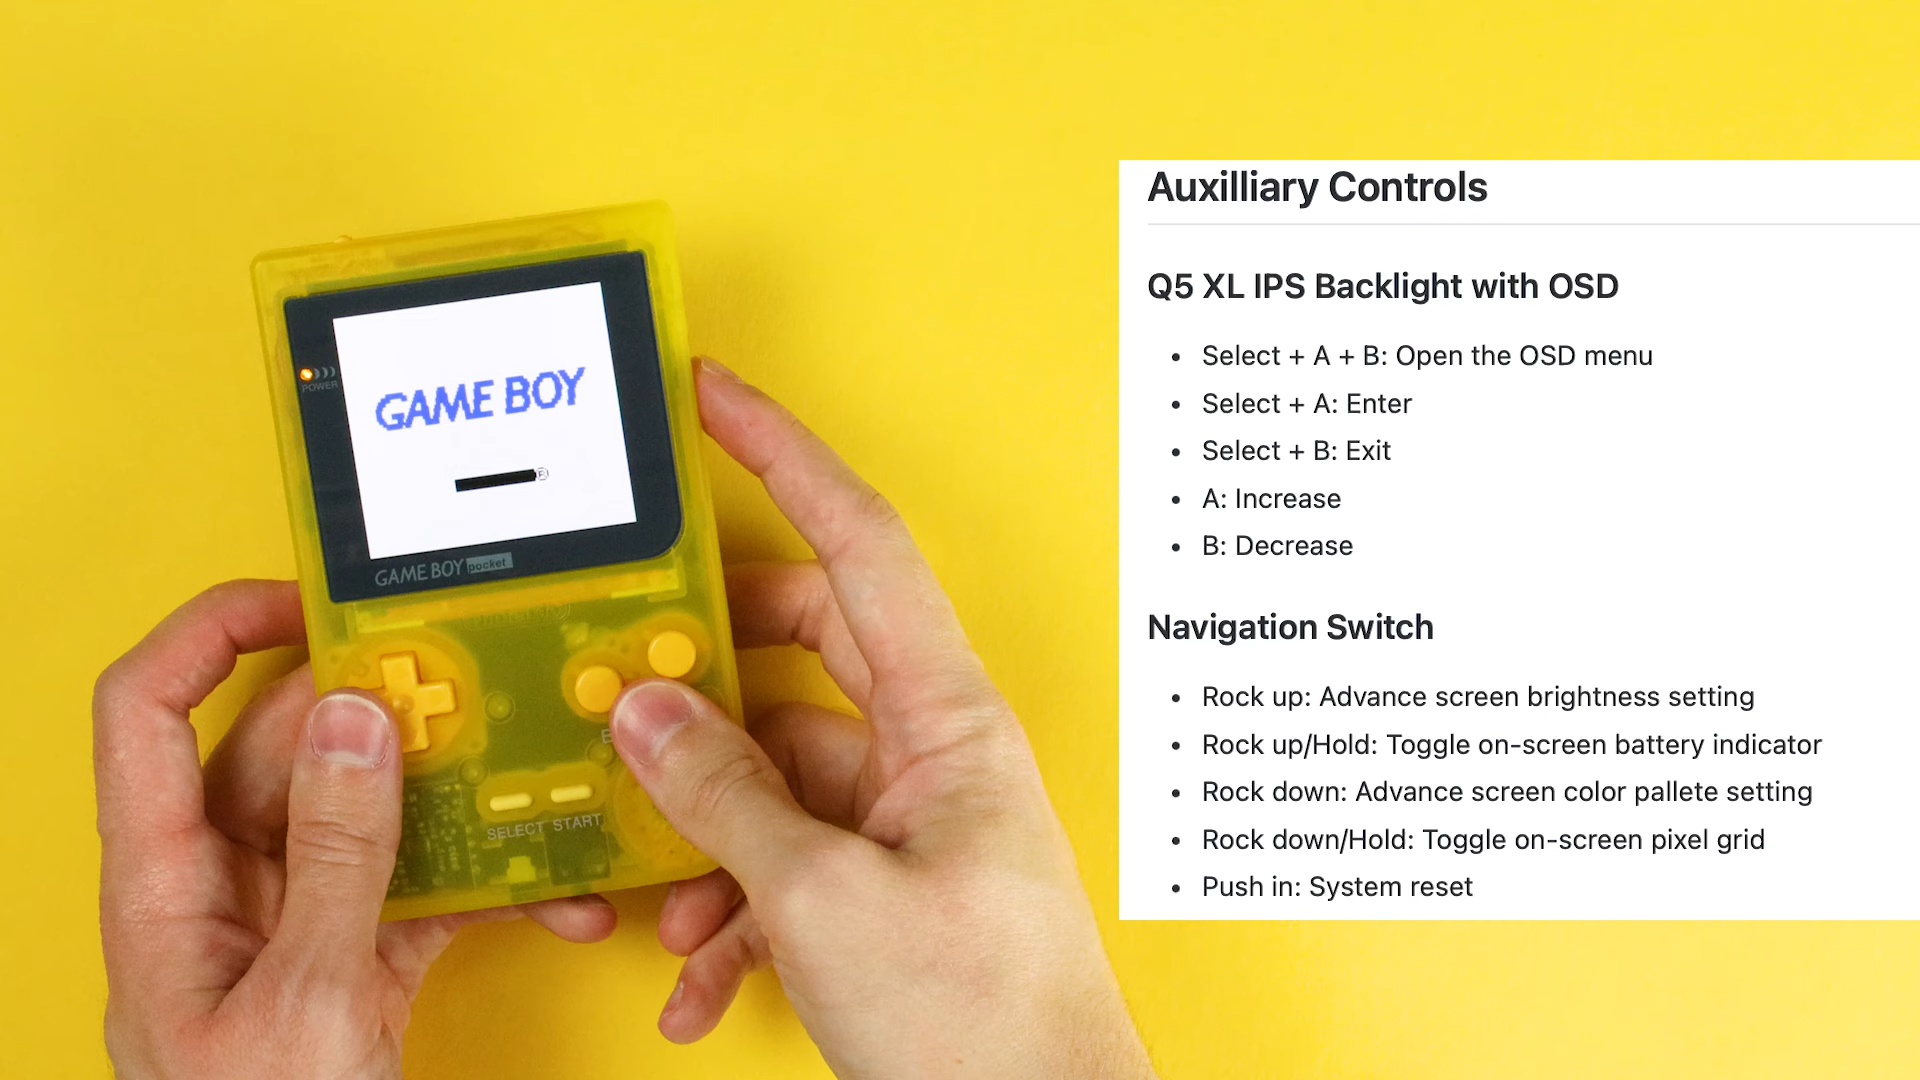 POWER
GAME BOY
GAME BOY pocket
SELECT START
Auxilliary Controls
Q5 XL IPS Backlight with OSD
• Select + A + B: Open the OSD menu
• Select + A: Enter
• Select + B: Exit
• A: Increase
• B: Decrease
Navigation Switch
• Rock up: Advance screen brightness setting
• Rock up/Hold: Toggle on-screen battery indicator
• Rock down: Advance screen color pallete setting
• Rock down/Hold: Toggle on-screen pixel grid
• Push in: System reset